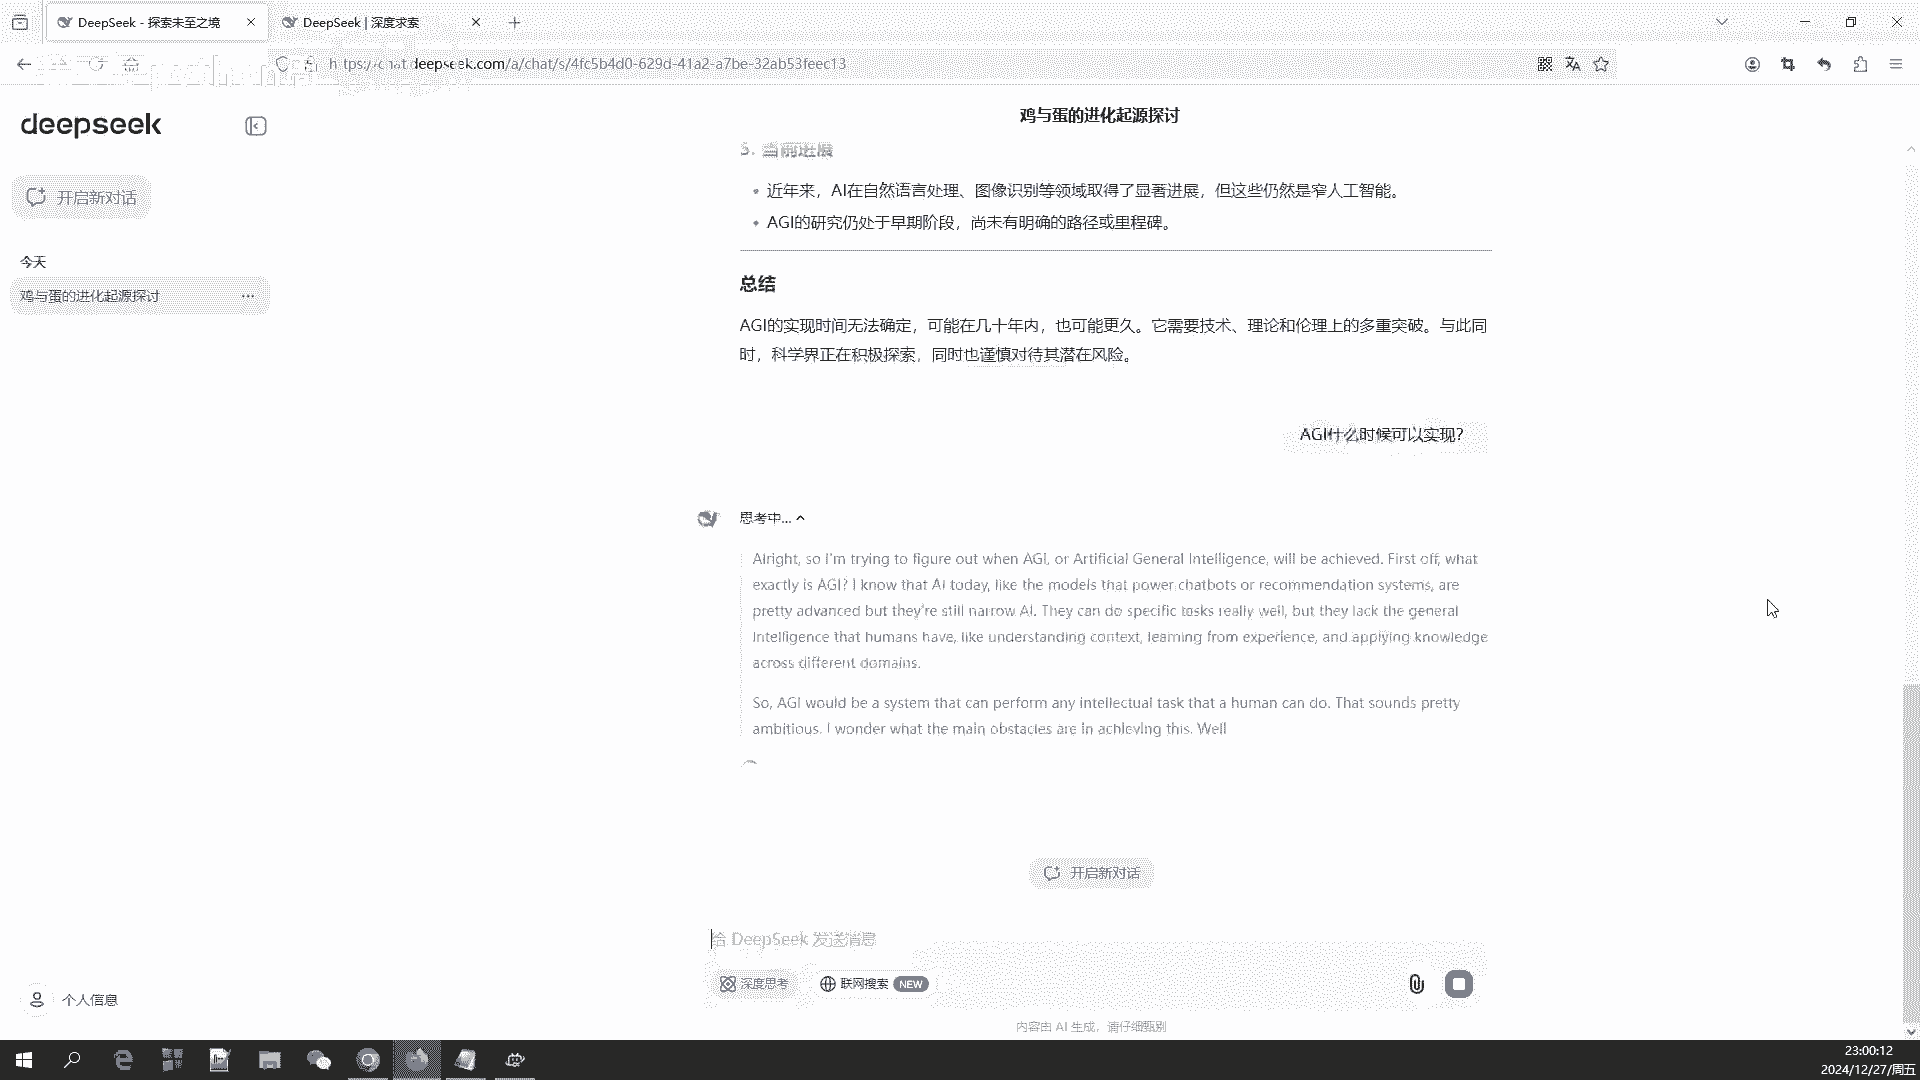 DeepSeek - 探索未至之境
DeepSeek | 深度求索
https://chat.deepseek.com/a/chat/s/4fc5b4d0-629d-41a2-a7be-32ab53feec13
deepseek
开启新对话
今天
鸡与蛋的进化起源探讨
个人信息
鸡与蛋的进化起源探讨
5. 当前进展
近年来，AI在自然语言处理、图像识别等领域取得了显著进展，但这些仍然是窄人工智能。
AGI的研究仍处于早期阶段，尚未有明确的路径或里程碑。
总结
AGI的实现时间无法确定，可能在几十年内，也可能更久。它需要技术、理论和伦理上的多重突破。与此同
时，科学界正在积极探索，同时也谨慎对待其潜在风险。
AGI什么时候可以实现？
思考中...
Alright, so I'm trying to figure out when AGI, or Artificial General Intelligence, will be achieved. First off, what
exactly is AGI? I know that AI today, like the models that power chatbots or recommendation systems, are
pretty advanced but they're still narrow AI. They can do specific tasks really well, but they lack the general
intelligence that humans have, like understanding context, learning from experience, and applying knowledge
across different domains.
So, AGI would be a system that can perform any intellectual task that a human can do. That sounds pretty
ambitious. I wonder what the main obstacles are in achieving this. Well
开启新对话
给 DeepSeek 发送消息
深度思考
联网搜索 NEW
内容由 AI 生成，请仔细甄别
23:00:12
2024/12/27/周五